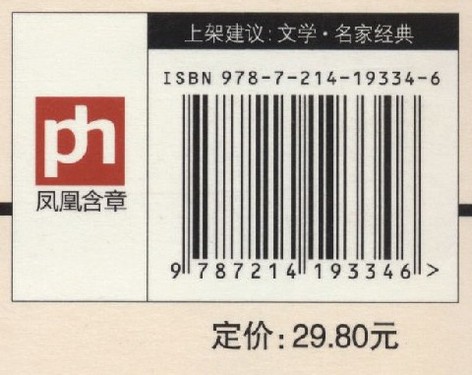 上架建议:文学·名家经典
ISBN 978-7-214-19334-6
ph
凤凰含章
9 787214 193346 >
定价:29.80元